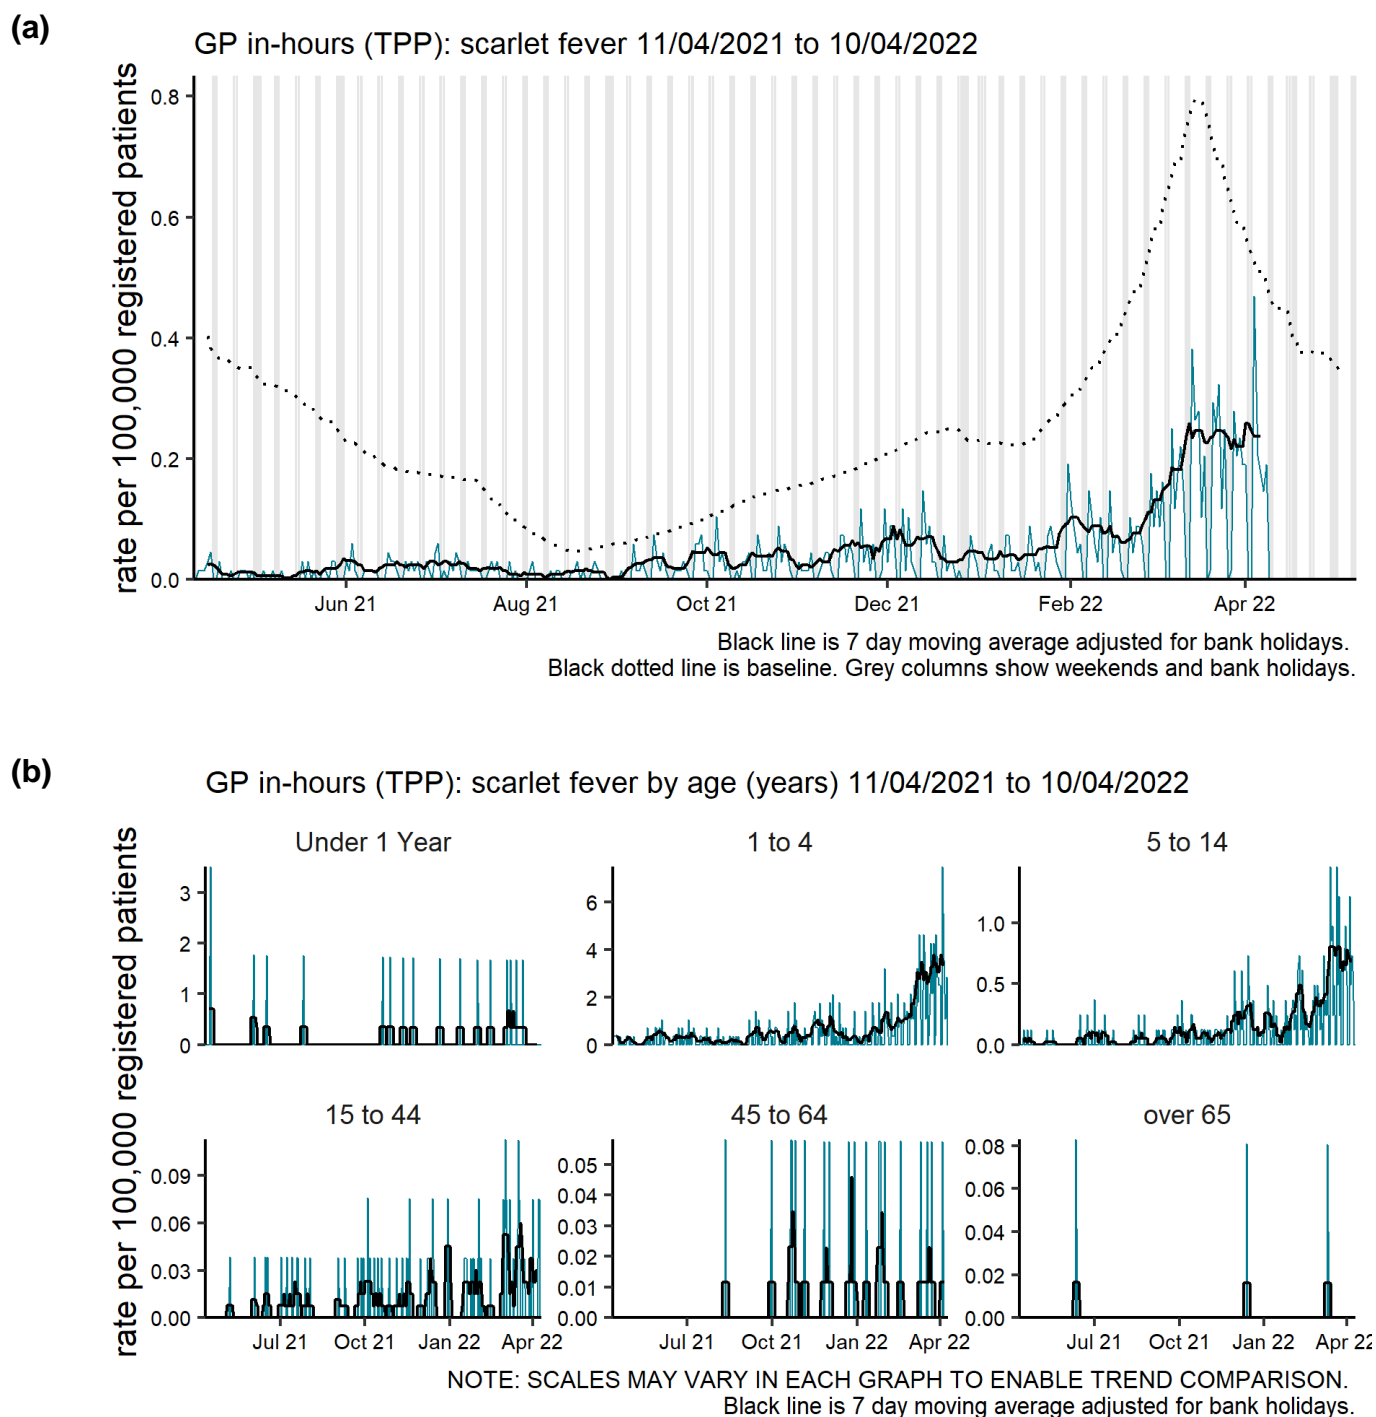 (a)
GP in-hours (TPP): scarlet fever 11/04/2021 to 10/04/2022
rate per 100,000 registered patients
0.8
0.6
0.4
0.2
0.0
Jun 21 Aug 21 Oct 21 Dec 21 Feb 22 Apr 22
Black line is 7 day moving average adjusted for bank holidays.
Black dotted line is baseline. Grey columns show weekends and bank holidays.
(b)
GP in-hours (TPP): scarlet fever by age (years) 11/04/2021 to 10/04/2022
rate per 100,000 registered patients
Under 1 Year
3
2
1
0
1 to 4
6
4
2
0
5 to 14
1.0
0.5
0.0
15 to 44
0.09
0.06
0.03
0.00
Jul 21 Oct 21 Jan 22 Apr 22
45 to 64
0.05
0.04
0.03
0.02
0.01
0.00
Jul 21 Oct 21 Jan 22 Apr 22
over 65
0.08
0.06
0.04
0.02
0.00
Jul 21 Oct 21 Jan 22 Apr 22
NOTE: SCALES MAY VARY IN EACH GRAPH TO ENABLE TREND COMPARISON.
Black line is 7 day moving average adjusted for bank holidays.